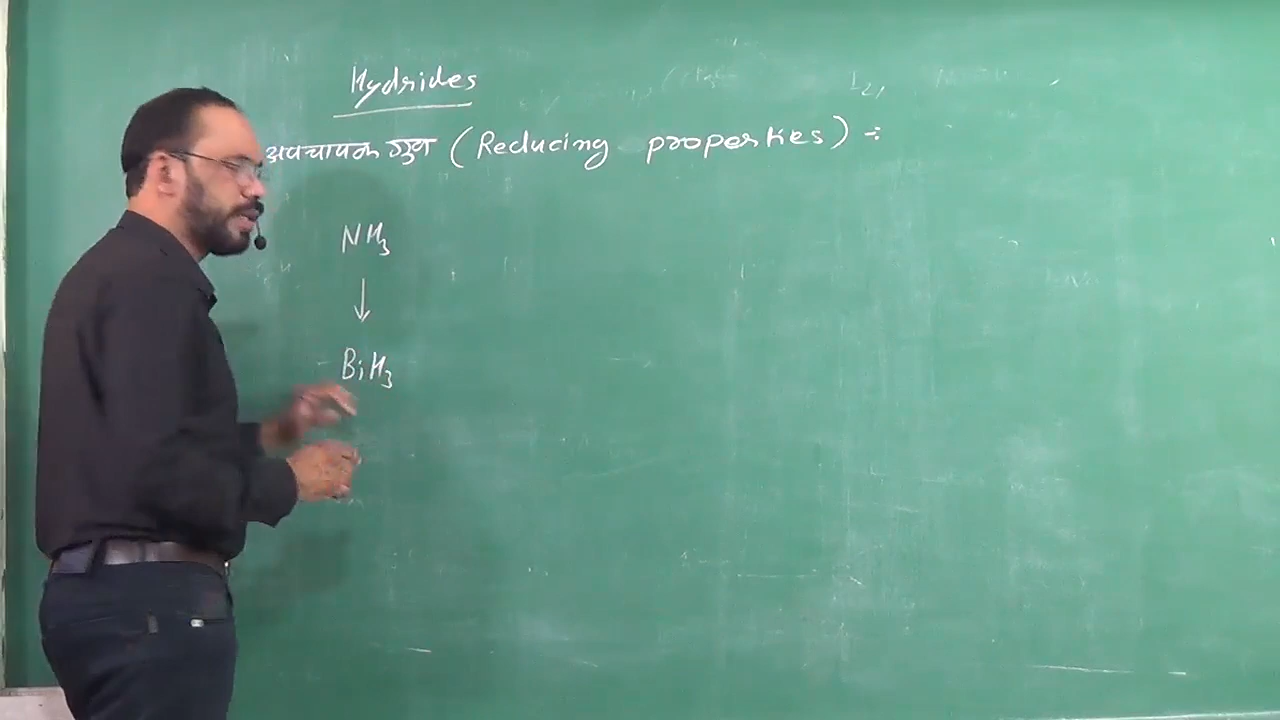 Hydrides
अपचायक गुण (Reducing properties) ÷
NH₃
↓
BiH₃